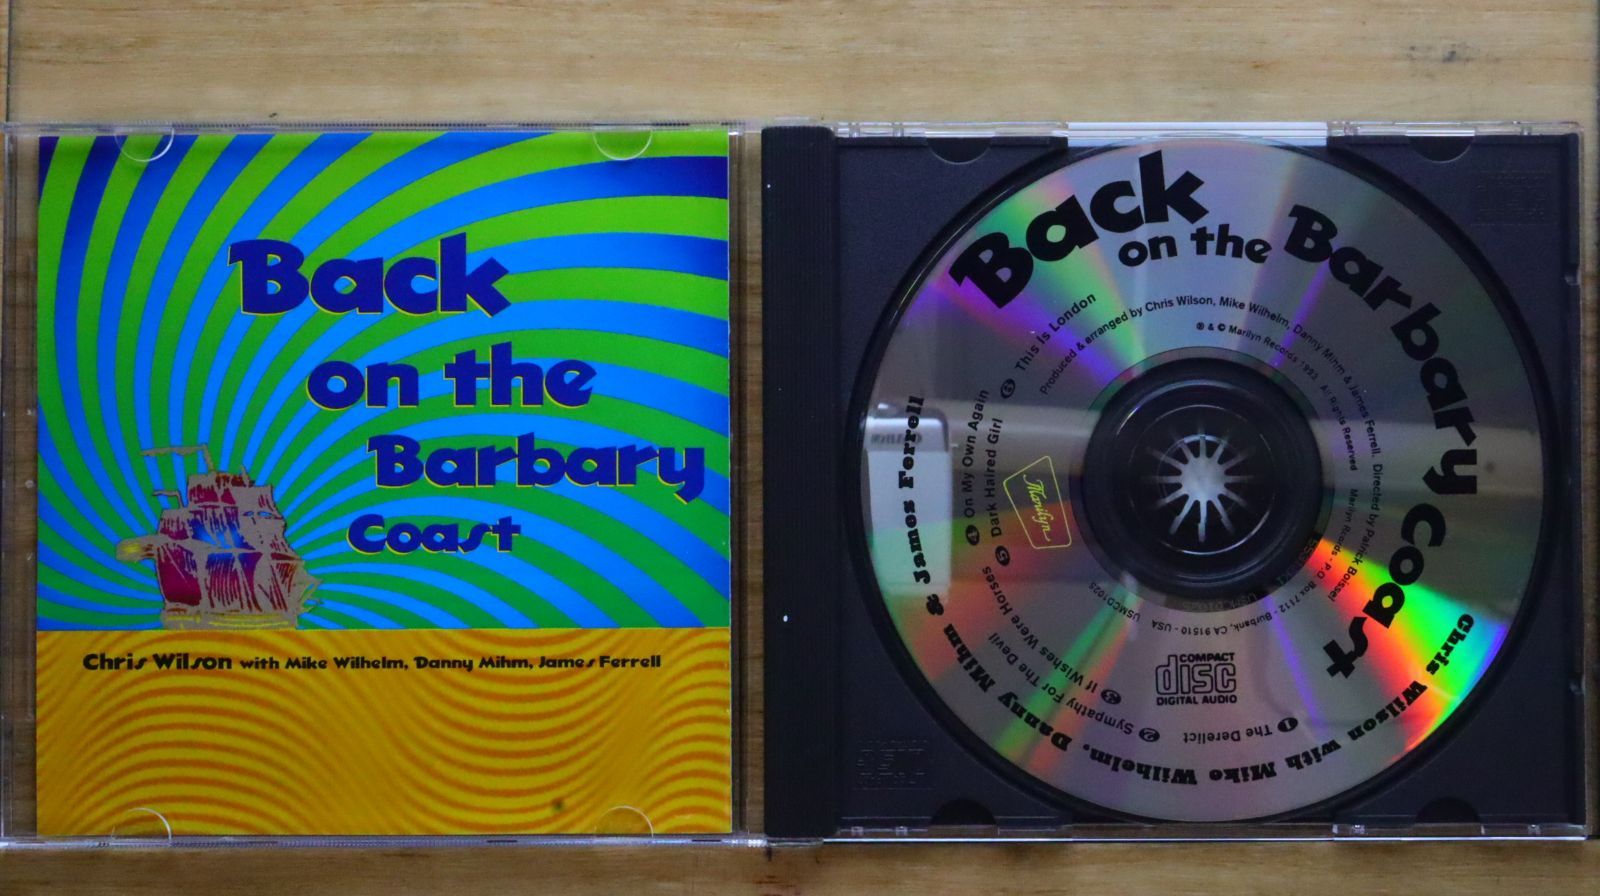 Back
on the
Barbary
Coast
Chris Wilson with Mike Wilhelm, Danny Mihm, James Ferrell
Back on the Barbary Coast
Chris Wilson with Mike Wilhelm, Danny Mihm & James Ferrell
1 The Derelict
2 Sympathy For The Devil
3 If Wishes Were Horses
4 On My Own Again
5 Dark Haired Girl
6 This Is London
Produced & arranged by Chris Wilson, Mike Wilhelm, Danny Mihm & James Ferrell. Directed by Patrick Boissel
℗ & © Marilyn Records 1993. All Rights Reserved Marilyn Records - P.O. Box 7112 - Burbank, CA 91510 - USA USMCD1025
Marilyn
COMPACT
disc
DIGITAL AUDIO